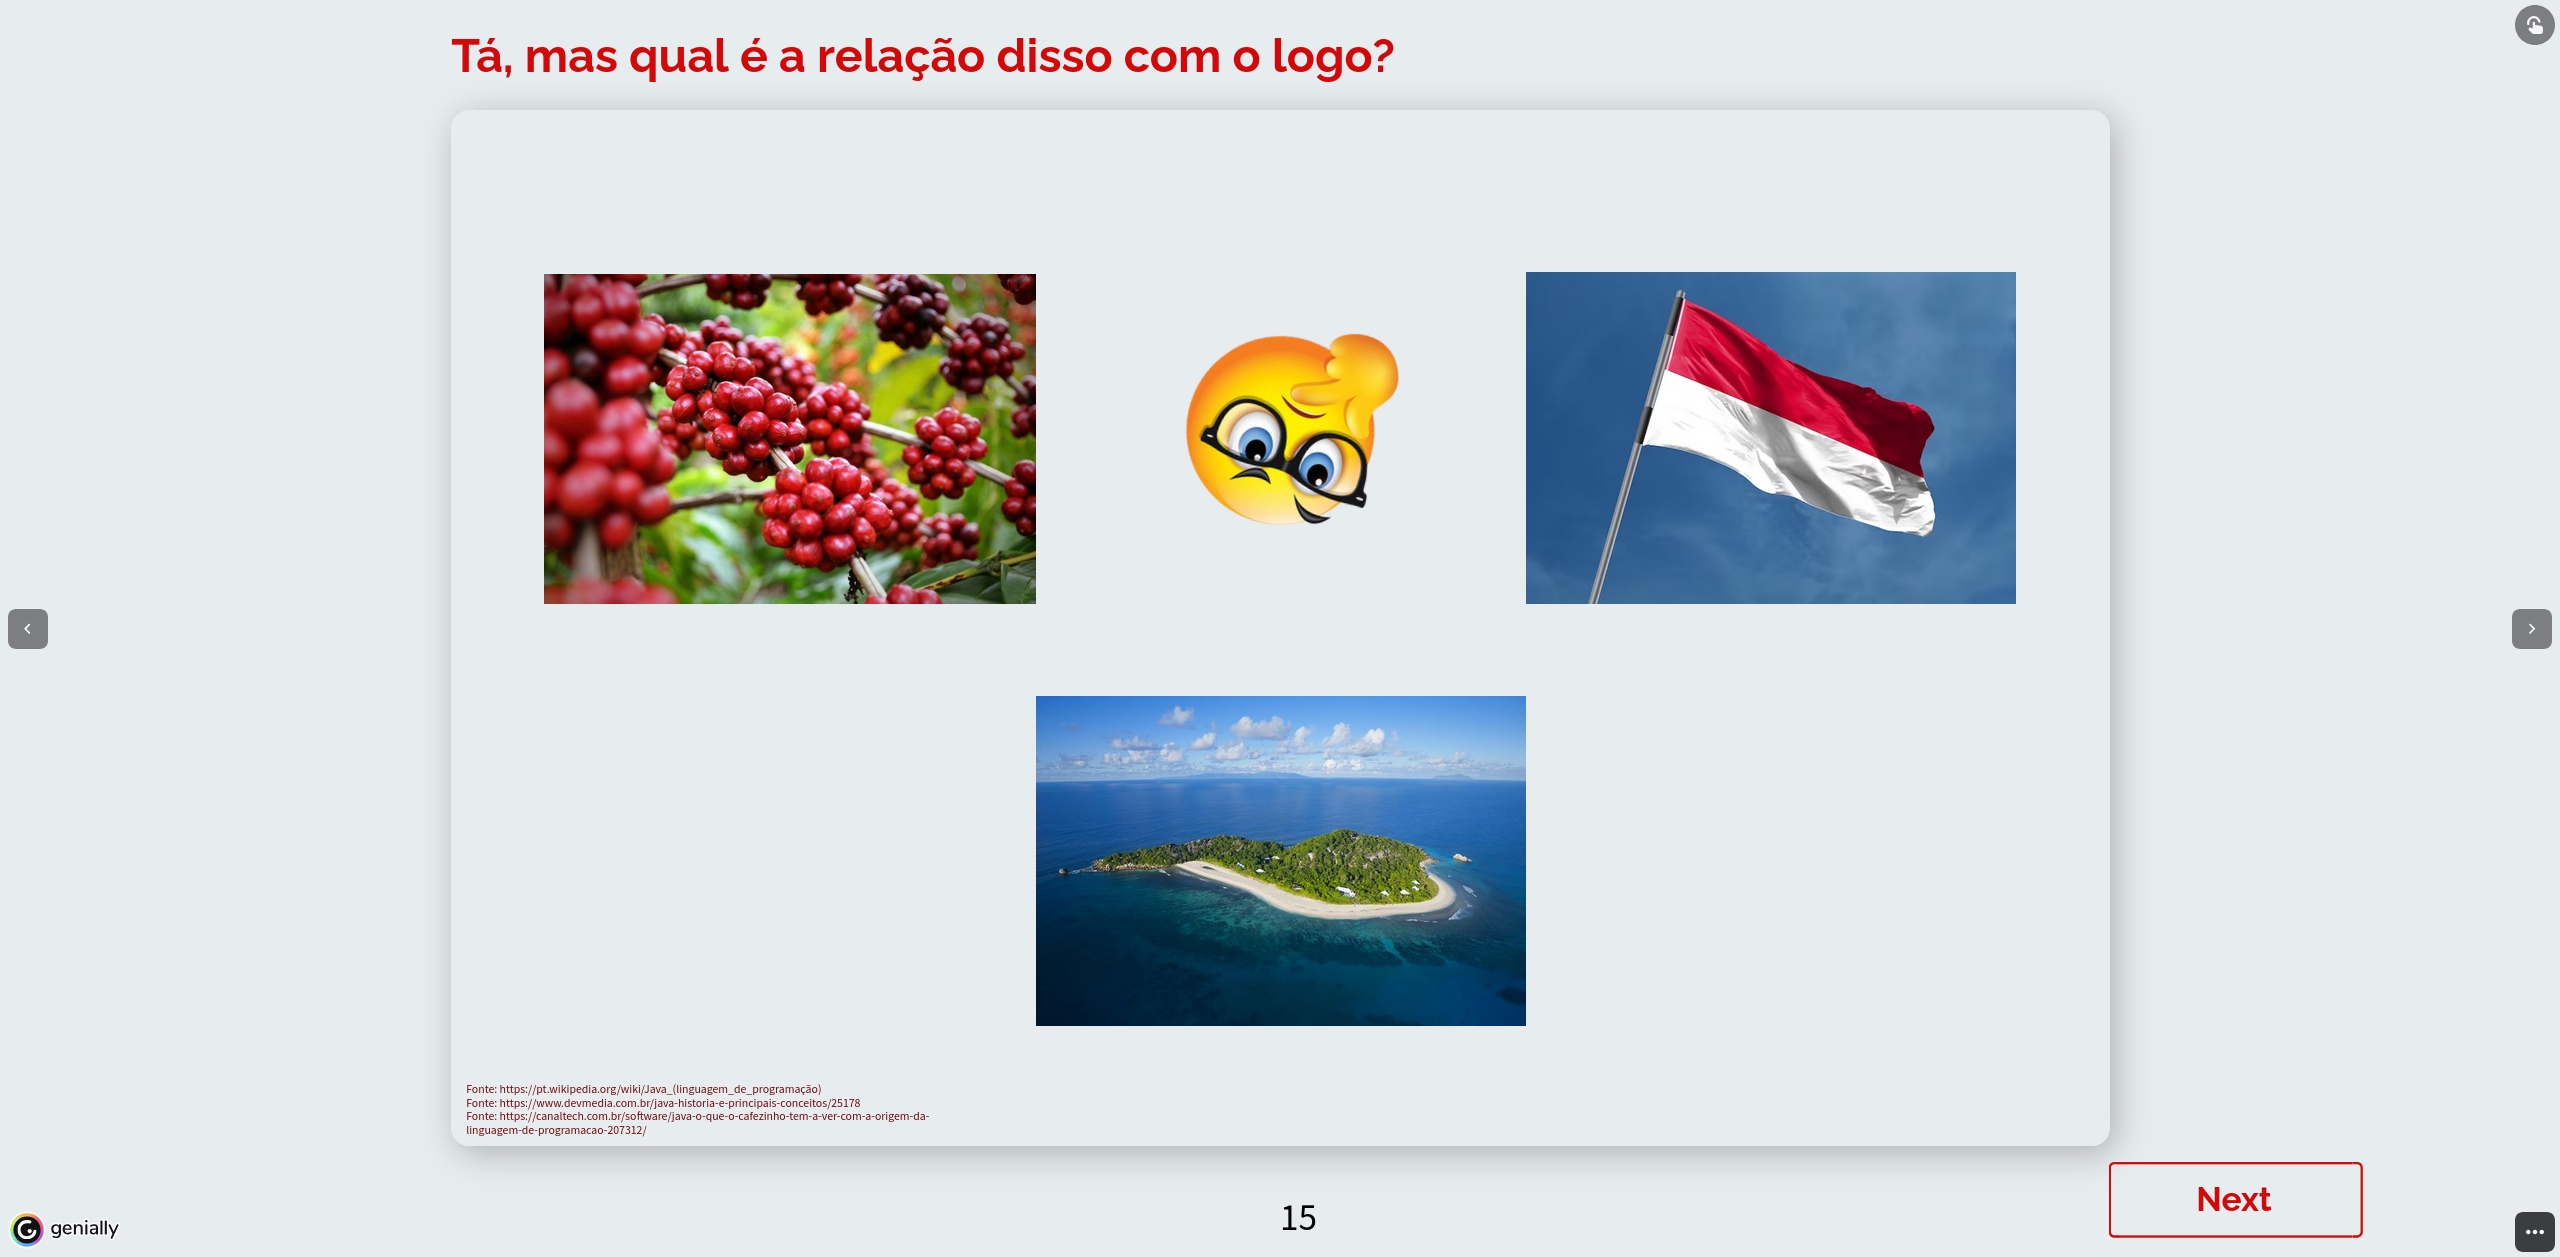 Tá, mas qual é a relação disso com o logo?
Fonte: https://pt.wikipedia.org/wiki/Java_(linguagem_de_programação)
Fonte: https://www.devmedia.com.br/java-historia-e-principais-conceitos/25178
Fonte: https://canaltech.com.br/software/java-o-que-o-cafezinho-tem-a-ver-com-a-origem-da-
linguagem-de-programacao-207312/
Next
15
genially